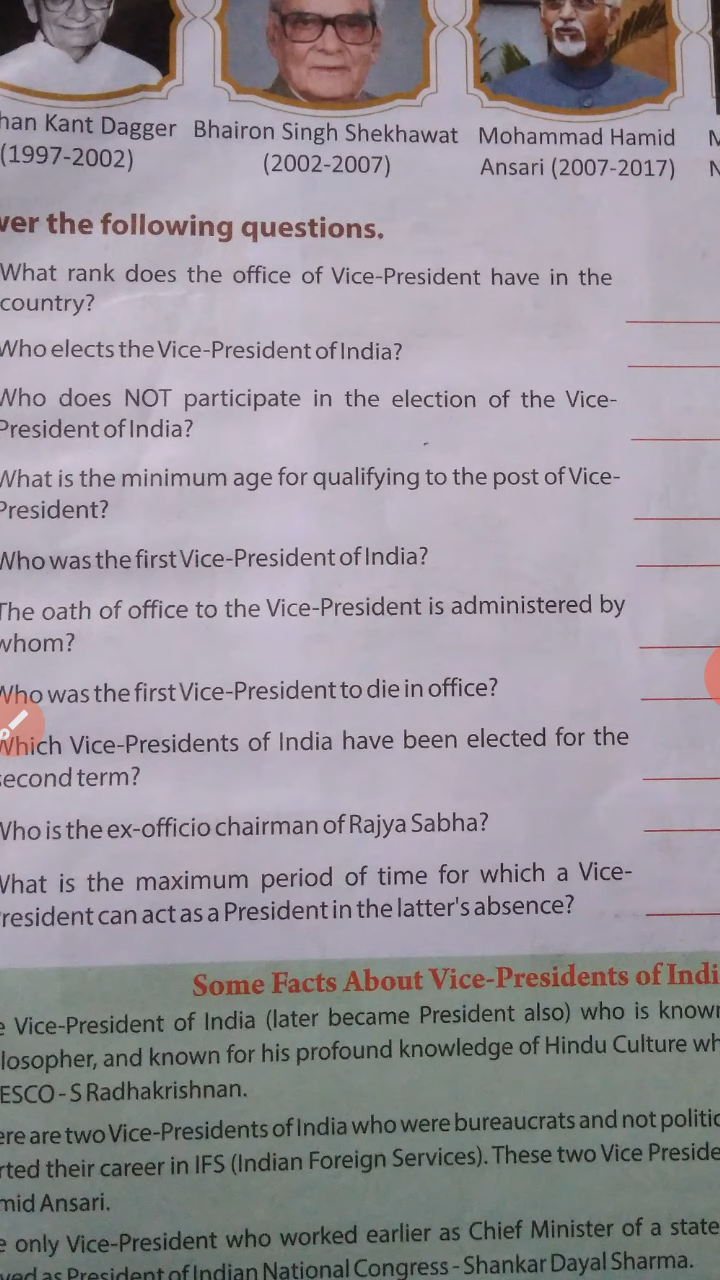 han Kant Dagger
(1997-2002)
Bhairon Singh Shekhawat
(2002-2007)
Mohammad Hamid
Ansari (2007-2017)
ver the following questions.
What rank does the office of Vice-President have in the
country?
Who elects the Vice-President of India?
Who does NOT participate in the election of the Vice-
President of India?
What is the minimum age for qualifying to the post of Vice-
President?
Who was the first Vice-President of India?
The oath of office to the Vice-President is administered by
whom?
Who was the first Vice-President to die in office?
Which Vice-Presidents of India have been elected for the
second term?
Who is the ex-officio chairman of Rajya Sabha?
What is the maximum period of time for which a Vice-
resident can act as a President in the latter's absence?
Some Facts About Vice-Presidents of Indi
e Vice-President of India (later became President also) who is known
losopher, and known for his profound knowledge of Hindu Culture wh
ESCO - S Radhakrishnan.
ere are two Vice-Presidents of India who were bureaucrats and not politic
rted their career in IFS (Indian Foreign Services). These two Vice Preside
mid Ansari.
e only Vice-President who worked earlier as Chief Minister of a state
ved as President of Indian National Congress - Shankar Dayal Sharma.